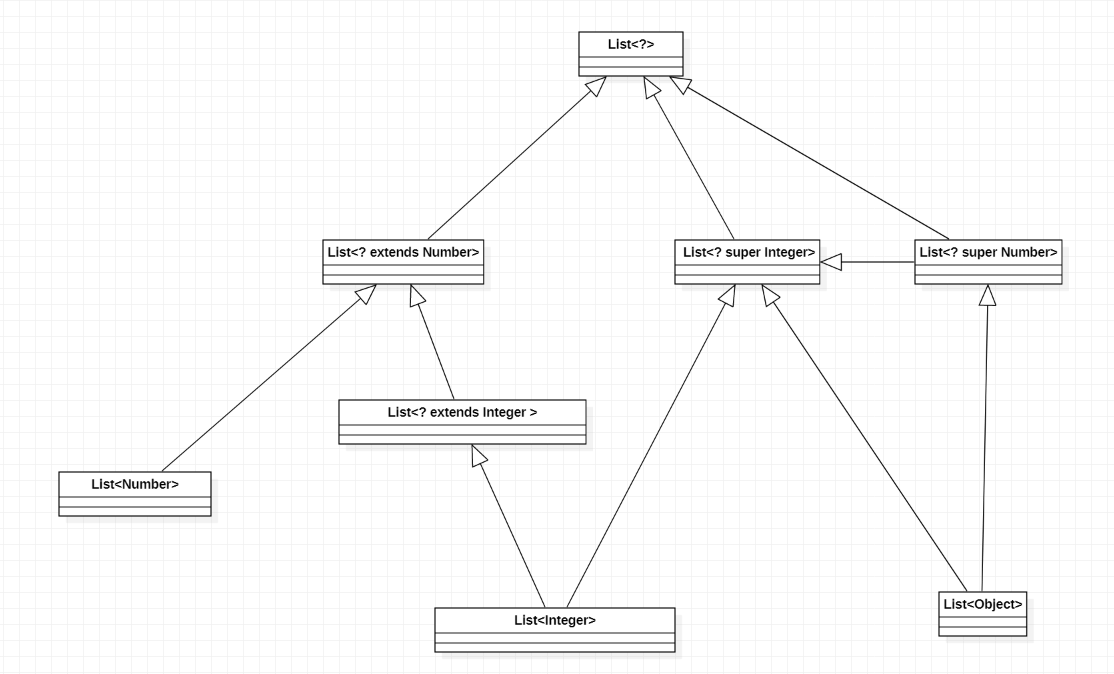 List<?>
List<? extends Number>
List<? super Integer>
List<? super Number>
List<? extends Integer >
List<Number>
List<Object>
List<Integer>